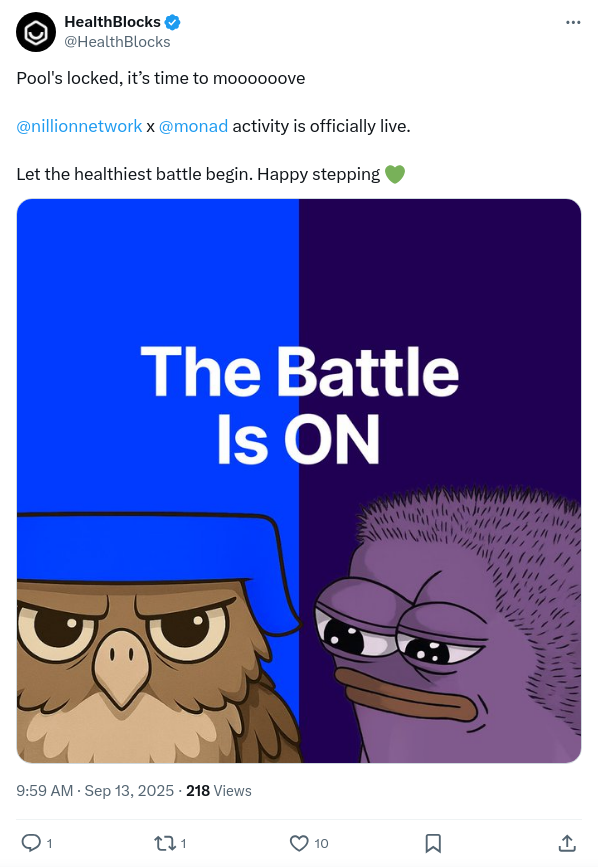 HealthBlocks
@HealthBlocks
Pool's locked, it’s time to moooooove
@nillionnetwork x @monad activity is officially live.
Let the healthiest battle begin. Happy stepping 💚
The Battle
Is ON
9:59 AM · Sep 13, 2025 · 218 Views
1 1 10